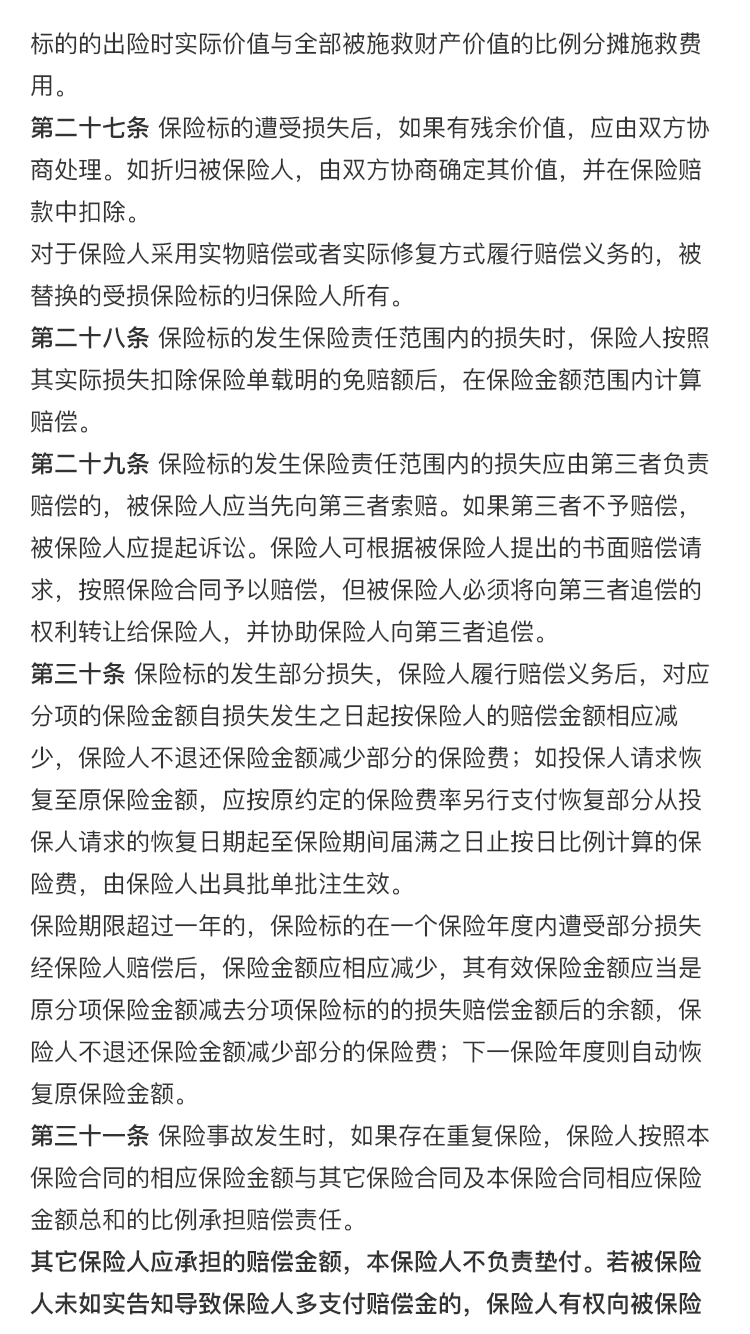 标的的出险时实际价值与全部被施救财产价值的比例分摊施救费
用。
第二十七条 保险标的遭受损失后，如果有残余价值，应由双方协
商处理。如折归被保险人，由双方协商确定其价值，并在保险赔
款中扣除。
对于保险人采用实物赔偿或者实际修复方式履行赔偿义务的，被
替换的受损保险标的归保险人所有。
第二十八条 保险标的发生保险责任范围内的损失时，保险人按照
其实际损失扣除保险单载明的免赔额后，在保险金额范围内计算
赔偿。
第二十九条 保险标的发生保险责任范围内的损失应由第三者负责
赔偿的，被保险人应当先向第三者索赔。如果第三者不予赔偿，
被保险人应提起诉讼。保险人可根据被保险人提出的书面赔偿请
求，按照保险合同予以赔偿，但被保险人必须将向第三者追偿的
权利转让给保险人，并协助保险人向第三者追偿。
第三十条 保险标的发生部分损失，保险人履行赔偿义务后，对应
分项的保险金额自损失发生之日起按保险人的赔偿金额相应减
少，保险人不退还保险金额减少部分的保险费；如投保人请求恢
复至原保险金额，应按原约定的保险费率另行支付恢复部分从投
保人请求的恢复日期起至保险期间届满之日止按日比例计算的保
险费，由保险人出具批单批注生效。
保险期限超过一年的，保险标的在一个保险年度内遭受部分损失
经保险人赔偿后，保险金额应相应减少，其有效保险金额应当是
原分项保险金额减去分项保险标的的损失赔偿金额后的余额，保
险人不退还保险金额减少部分的保险费；下一保险年度则自动恢
复原保险金额。
第三十一条 保险事故发生时，如果存在重复保险，保险人按照本
保险合同的相应保险金额与其它保险合同及本保险合同相应保险
金额总和的比例承担赔偿责任。
其它保险人应承担的赔偿金额，本保险人不负责垫付。若被保险
人未如实告知导致保险人多支付赔偿金的，保险人有权向被保险